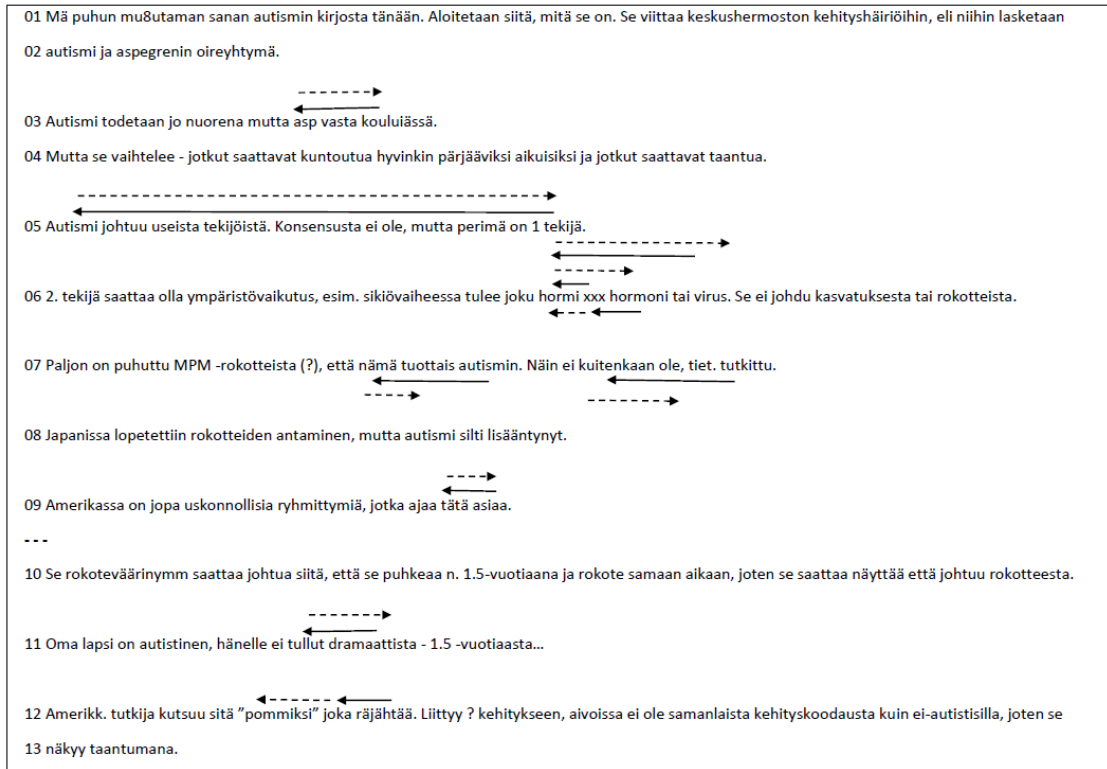 01 Mä puhun mu8utaman sanan autismin kirjosta tänään. Aloitetaan siitä, mitä se on. Se viittaa keskushermoston kehityshäiriöihin, eli niihin lasketaan
02 autismi ja aspegrenin oireyhtymä.
03 Autismi todetaan jo nuorena mutta asp vasta kouluiässä.
04 Mutta se vaihtelee - jotkut saattavat kuntoutua hyvinkin pärjääviksi aikuisiksi ja jotkut saattavat taantua.
05 Autismi johtuu useista tekijöistä. Konsensusta ei ole, mutta perimä on 1 tekijä.
06 2. tekijä saattaa olla ympäristövaikutus, esim. sikiövaiheessa tulee joku hormi xxx hormoni tai virus. Se ei johdu kasvatuksesta tai rokotteista.
07 Paljon on puhuttu MPM -rokotteista (?), että nämä tuottais autismin. Näin ei kuitenkaan ole, tiet. tutkittu.
08 Japanissa lopetettiin rokotteiden antaminen, mutta autismi silti lisääntynyt.
09 Amerikassa on jopa uskonnollisia ryhmittymiä, jotka ajaa tätä asiaa.
---
10 Se rokoteväärinymm saattaa johtua siitä, että se puhkeaa n. 1.5-vuotiaana ja rokote samaan aikaan, joten se saattaa näyttää että johtuu rokotteesta.
11 Oma lapsi on autistinen, hänelle ei tullut dramaattista - 1.5 -vuotiaasta...
12 Amerikk. tutkija kutsuu sitä ”pommiksi” joka räjähtää. Liittyy ? kehitykseen, aivoissa ei ole samanlaista kehityskoodausta kuin ei-autistisilla, joten se
13 näkyy taantumana.